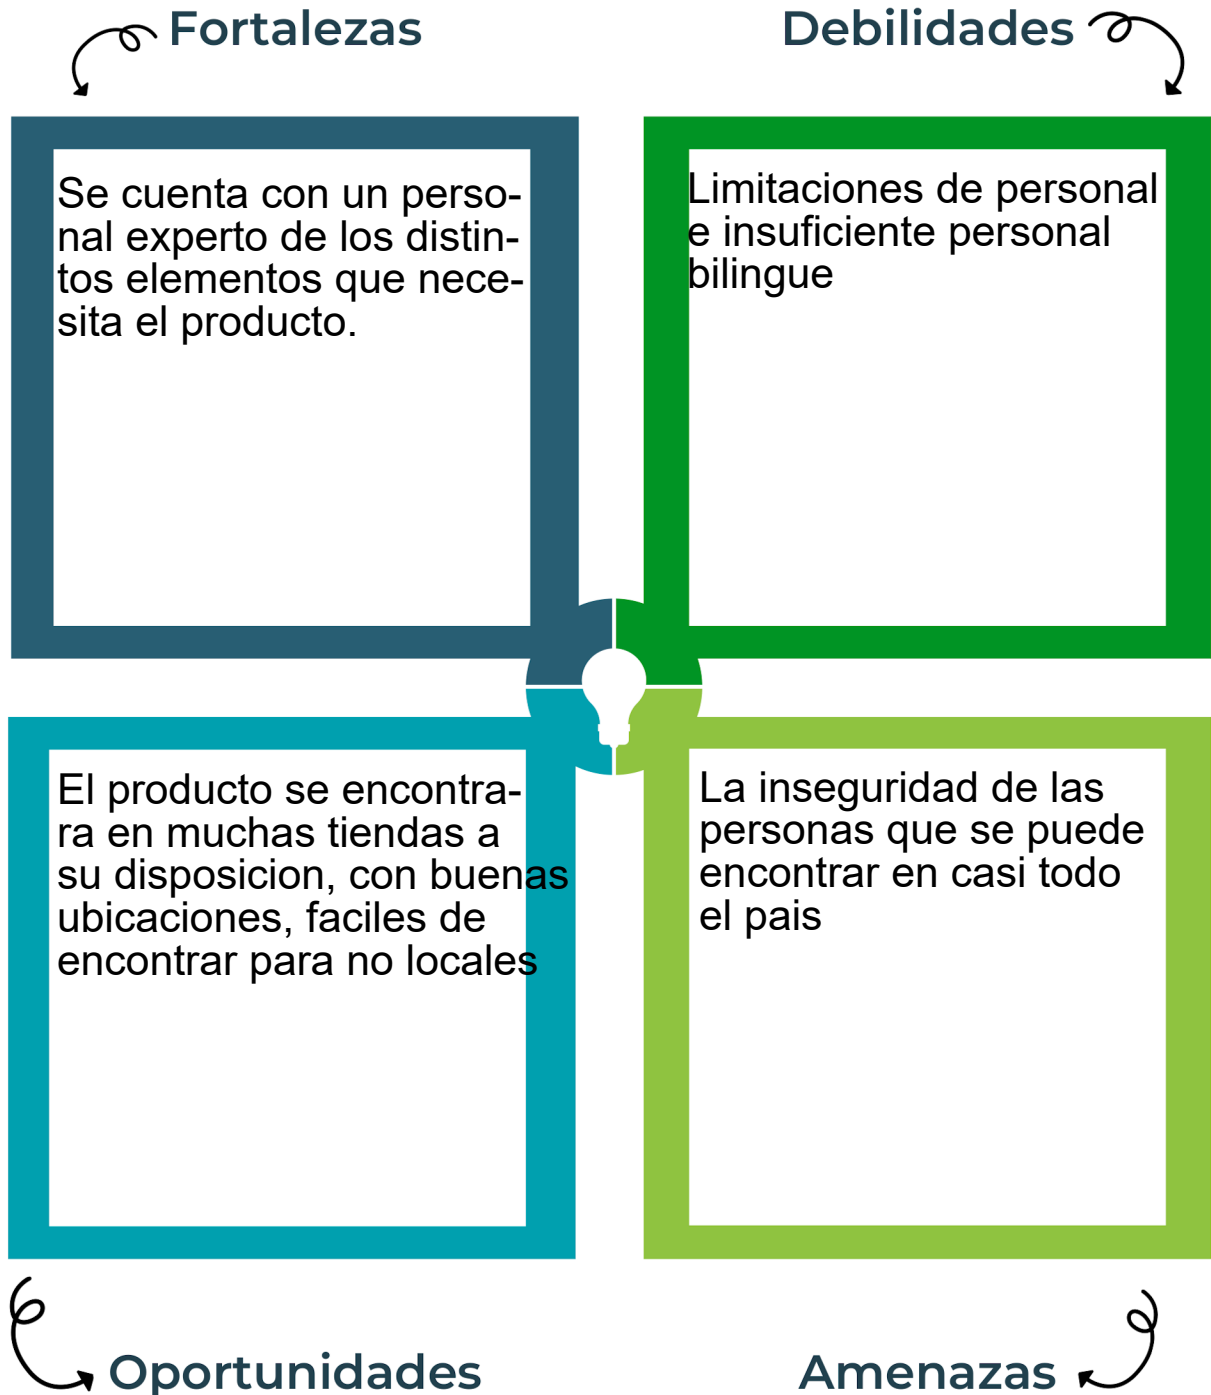 Fortalezas
Se cuenta con un perso-
nal experto de los distin-
tos elementos que nece-
sita el producto.
Debilidades
Limitaciones de personal
e insuficiente personal
bilingue
El producto se encontra-
ra en muchas tiendas a
su disposicion, con buenas
ubicaciones, faciles de
encontrar para no locales
Oportunidades
La inseguridad de las
personas que se puede
encontrar en casi todo
el pais
Amenazas